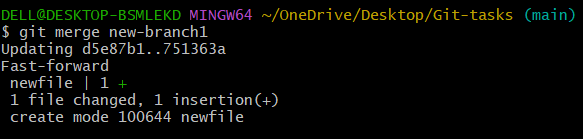 DELL@DESKTOP-BSMLEKD MINGW64 ~/OneDrive/Desktop/Git-tasks (main)
$ git merge new-branch1
Updating d5e87b1..751363a
Fast-forward
 newfile | 1 +
 1 file changed, 1 insertion(+)
 create mode 100644 newfile